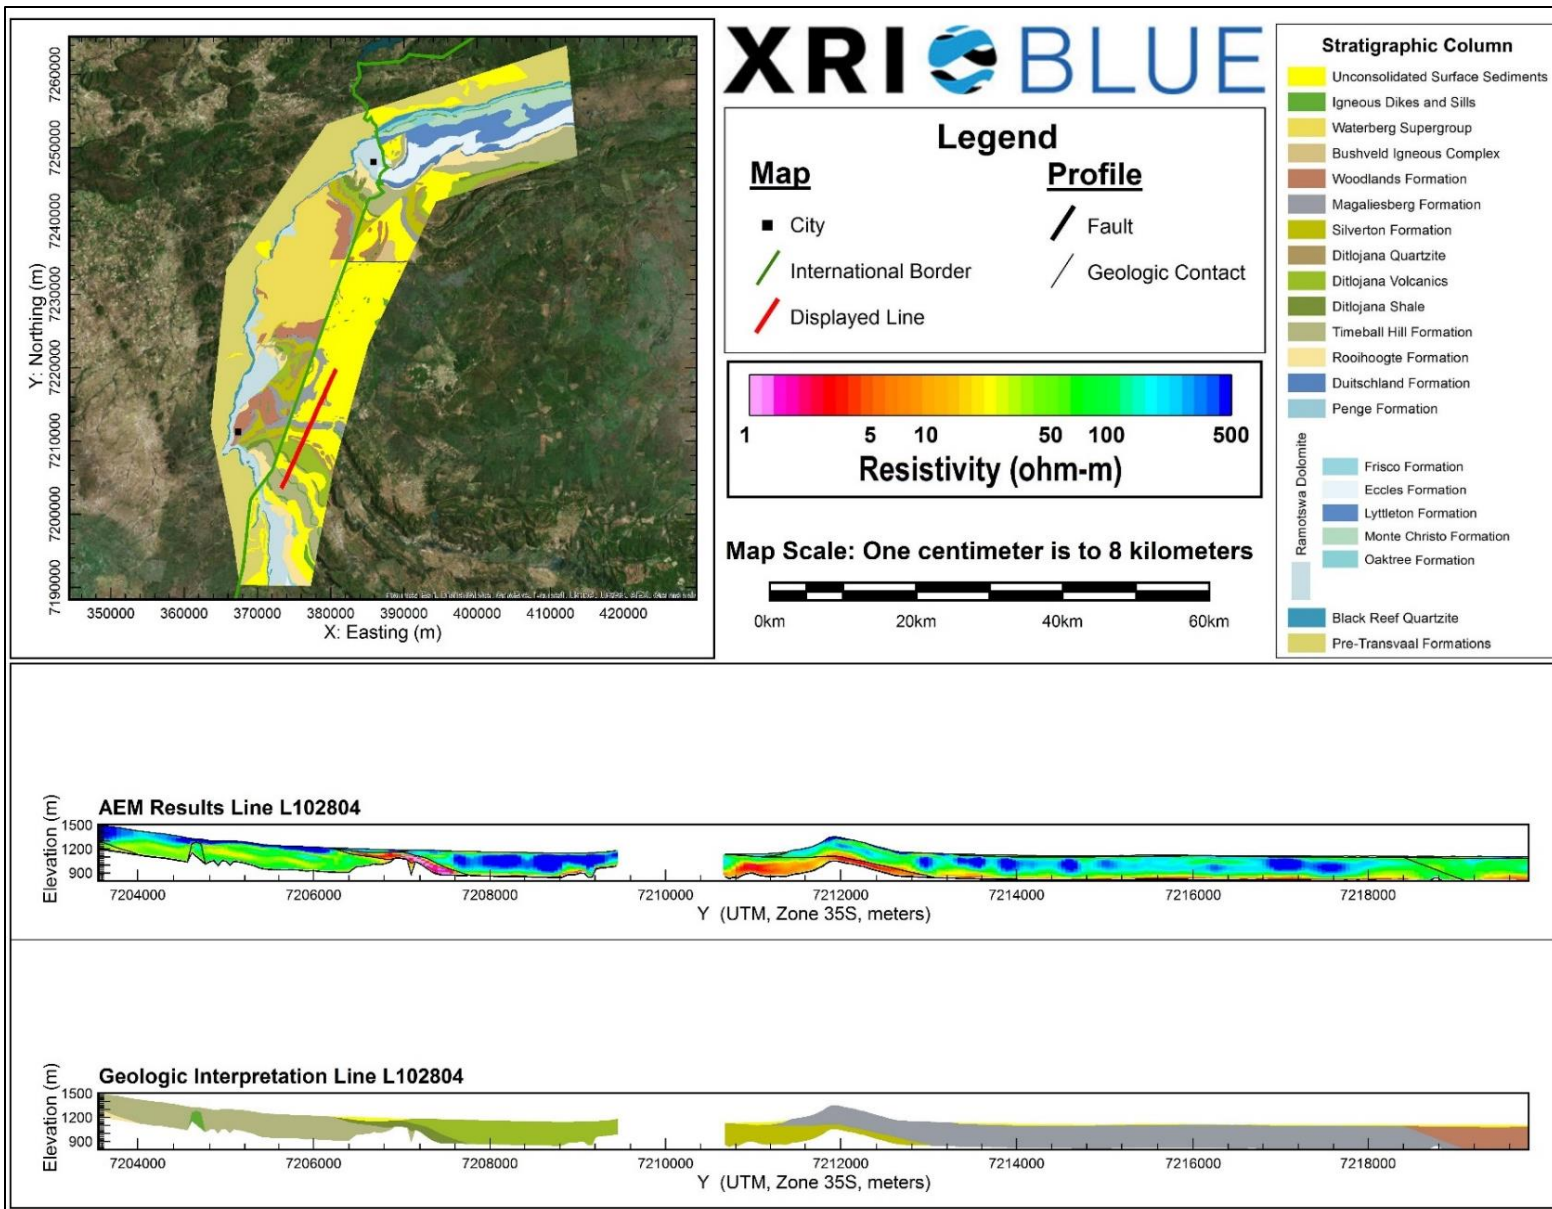 7260000
7250000
7240000
7230000
7220000
7210000
7200000
7190000
Y: Northing (m)
350000 360000 370000 380000 390000 400000 410000 420000
X: Easting (m)
XRI BLUE
Legend
Map
City
International Border
Displayed Line
Profile
Fault
Geologic Contact
1 5 10 50 100 500
Resistivity (ohm-m)
Map Scale: One centimeter is to 8 kilometers
0km 20km 40km 60km
Stratigraphic Column
Unconsolidated Surface Sediments
Igneous Dikes and Sills
Waterberg Supergroup
Bushveld Igneous Complex
Woodlands Formation
Magaliesberg Formation
Silverton Formation
Ditlojana Quartzite
Ditlojana Volcanics
Ditlojana Shale
Timeball Hill Formation
Rooihoogte Formation
Duitschland Formation
Penge Formation
Ramotswa Dolomite
Frisco Formation
Eccles Formation
Lyttleton Formation
Monte Christo Formation
Oaktree Formation
Black Reef Quartzite
Pre-Transvaal Formations
AEM Results Line L102804
Elevation (m)
1500
1200
900
7204000 7206000 7208000 7210000 7212000 7214000 7216000 7218000
Y (UTM, Zone 35S, meters)
Geologic Interpretation Line L102804
Elevation (m)
1500
1200
900
7204000 7206000 7208000 7210000 7212000 7214000 7216000 7218000
Y (UTM, Zone 35S, meters)